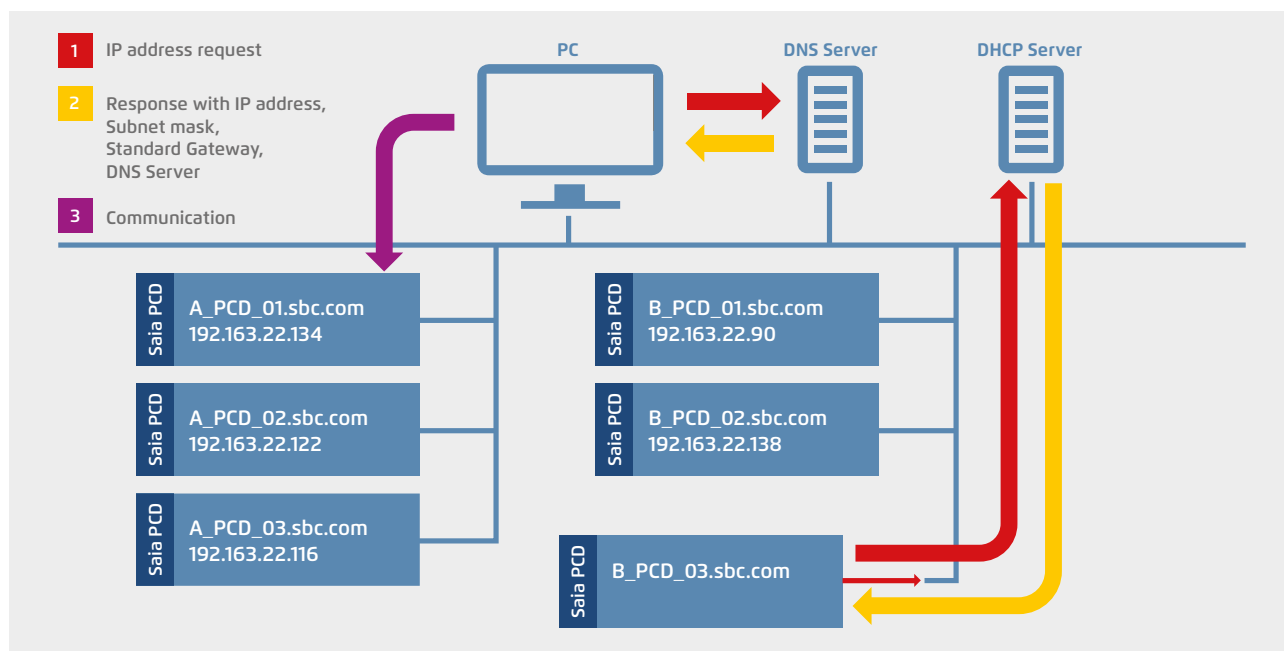 1 IP address request
2 Response with IP address,
Subnet mask,
Standard Gateway,
DNS Server
3 Communication
PC
DNS Server
DHCP Server
Saia PCD
A_PCD_01.sbc.com
192.163.22.134
Saia PCD
A_PCD_02.sbc.com
192.163.22.122
Saia PCD
A_PCD_03.sbc.com
192.163.22.116
Saia PCD
B_PCD_01.sbc.com
192.163.22.90
Saia PCD
B_PCD_02.sbc.com
192.163.22.138
Saia PCD
B_PCD_03.sbc.com